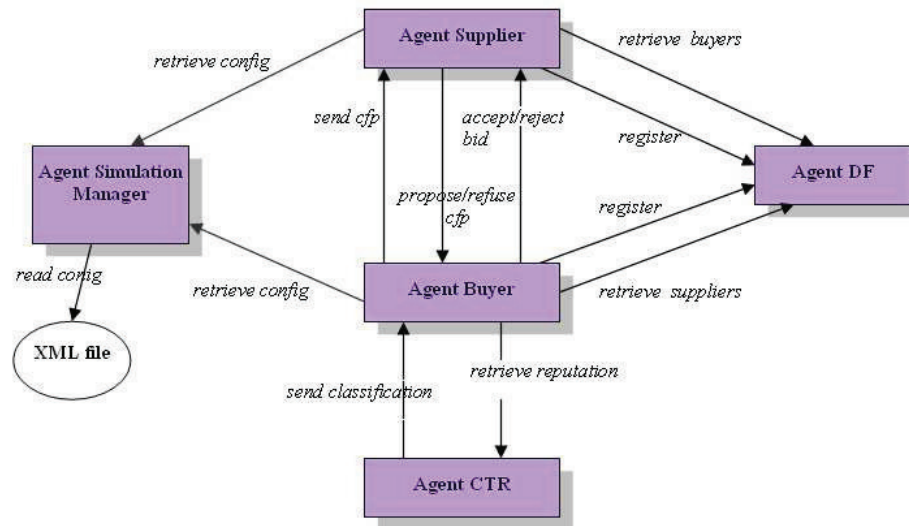 Agent Supplier
retrieve buyers
retrieve config
send cfp
accept/reject
bid
register
Agent Simulation
Manager
Agent DF
propose/refuse
cfp
register
read conig
retrieve config
Agent Buyer
retrieve suppliers
XML file
retrieve reputation
send classification
Agent CTR